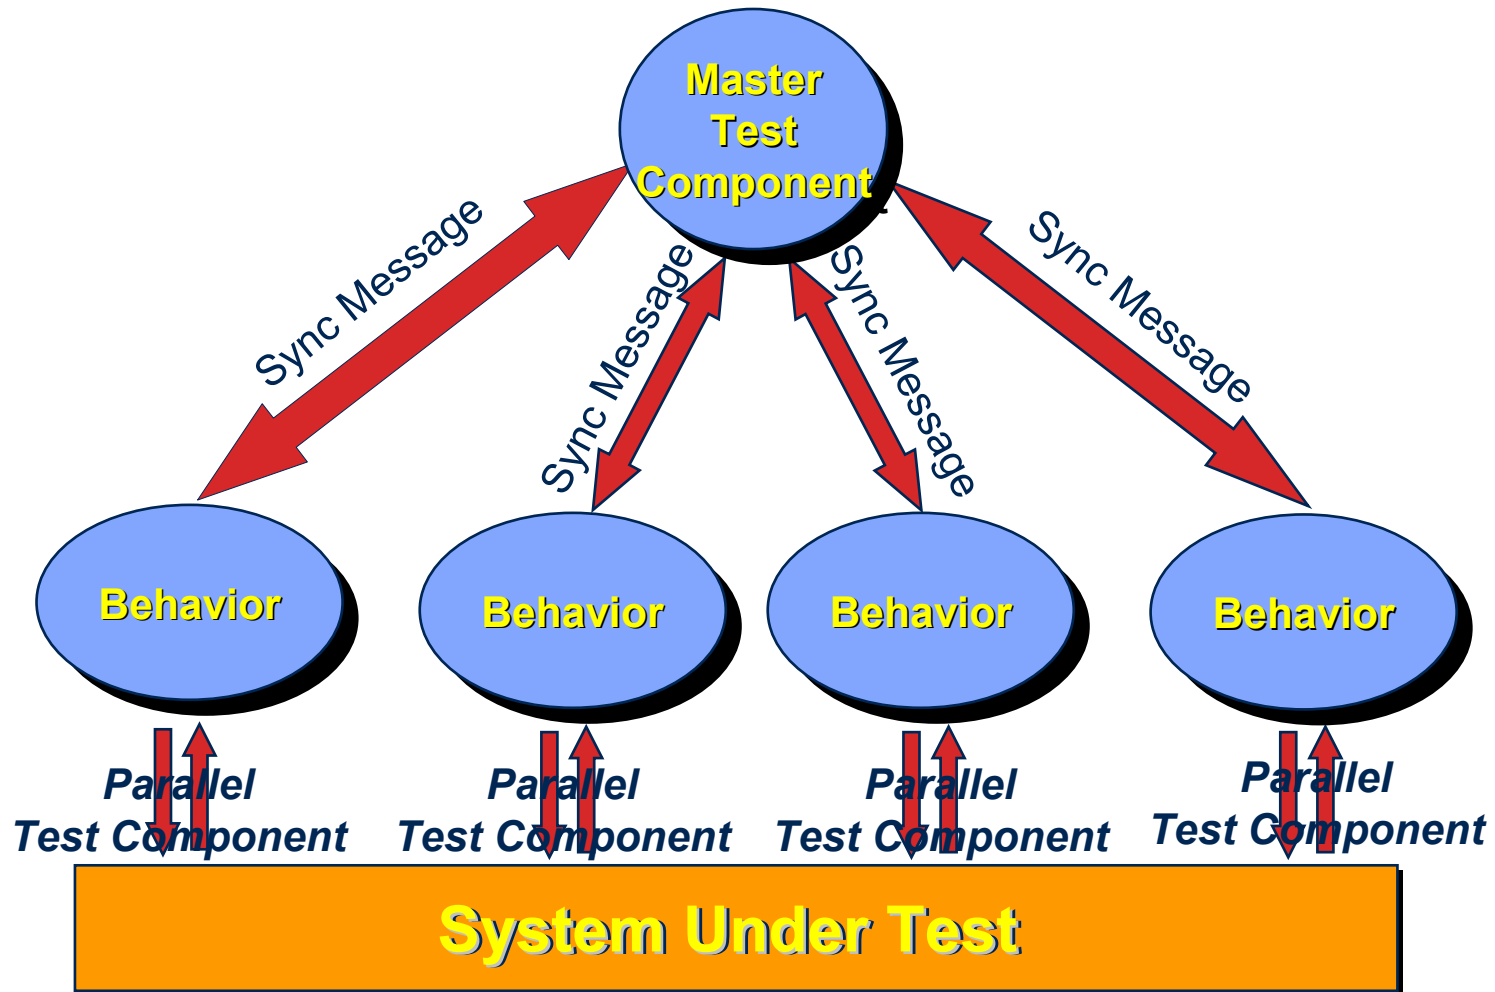 Master
Test
Component
Sync Message
Sync Message
Sync Message
Sync Message
Behavior
Behavior
Behavior
Behavior
Parallel
Test Component
Parallel
Test Component
Parallel
Test Component
Parallel
Test Component
System Under Test